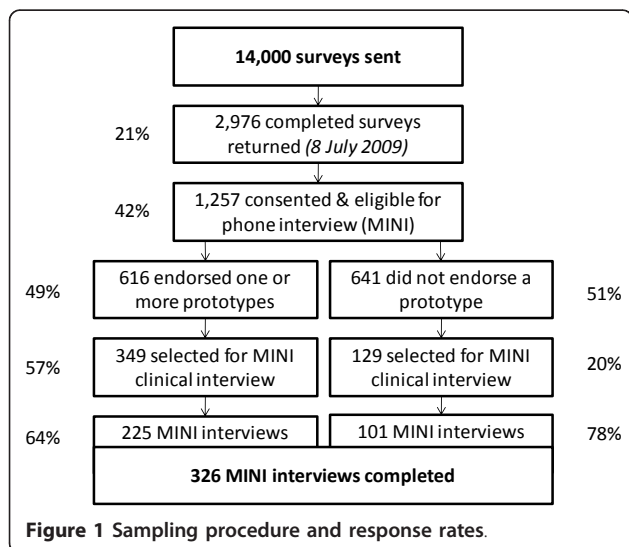 14,000 surveys sent
21%
2,976 completed surveys
returned (8 July 2009)
42%
1,257 consented & eligible for
phone interview (MINI)
49%
616 endorsed one or
more prototypes
641 did not endorse a
prototype
51%
57%
349 selected for MINI
clinical interview
129 selected for MINI
clinical interview
20%
64%
225 MINI interviews
101 MINI interviews
78%
326 MINI interviews completed
Figure 1 Sampling procedure and response rates.